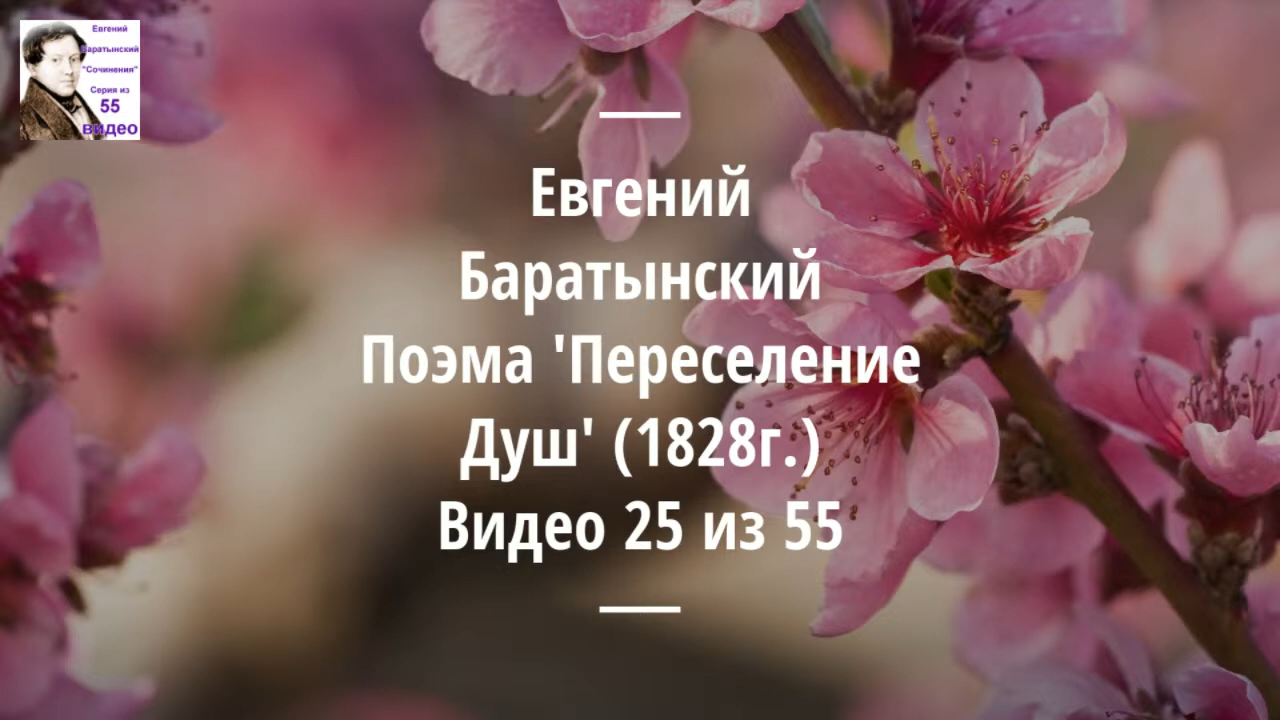 Евгений
Баратынский
"Сочинения"
Серия из
55
видео
Евгений
Баратынский
Поэма 'Переселение
Душ' (1828г.)
Видео 25 из 55